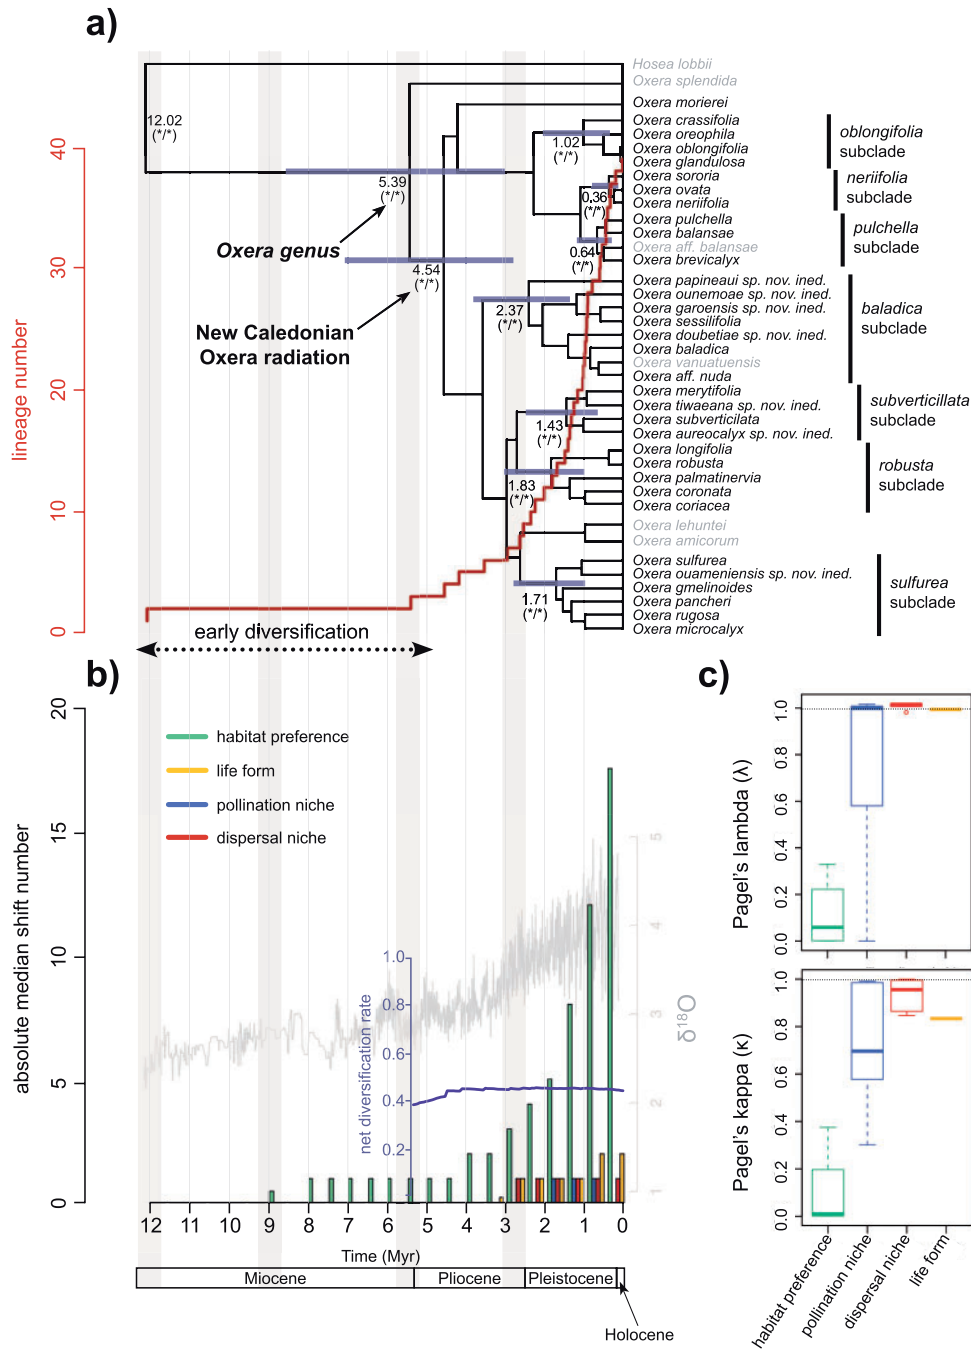 a)
Hosea lobbii
Oxera splendida
Oxera morierei
Oxera crassifolia
Oxera oreophila
Oxera oblongifolia
Oxera glandulosa
Oxera sororia
Oxera ovata
Oxera neriifolia
Oxera pulchella
Oxera balansae
Oxera aff. balansae
Oxera brevicalyx
Oxera papineaui sp. nov. ined.
Oxera ounemoae sp. nov. ined.
Oxera garoensis sp. nov. ined.
Oxera sessilifolia
Oxera doubetiae sp. nov. ined.
Oxera baladica
Oxera vanuatuensis
Oxera aff. nuda
Oxera merytifolia
Oxera tiwaeana sp. nov. ined.
Oxera subverticillata
Oxera aureocalyx sp. nov. ined.
Oxera longifolia
Oxera robusta
Oxera palmatinervia
Oxera coronata
Oxera coriacea
Oxera lehuntei
Oxera amicorum
Oxera sulfurea
Oxera ouameniensis sp. nov. ined.
Oxera gmelinoides
Oxera pancheri
Oxera rugosa
Oxera microcalyx
oblongifolia
subclade
neriifolia
subclade
pulchella
subclade
baladica
subclade
subverticillata
subclade
robusta
subclade
sulfurea
subclade
12.02
(*/*)
5.39
(*/*)
4.54
(*/*)
1.02
(*/*)
0.36
(*/*)
0.64
(*/*)
2.37
(*/*)
1.43
(*/*)
1.83
(*/*)
1.71
(*/*)
Oxera genus
New Caledonian
Oxera radiation
lineage number
40
30
20
10
0
early diversification
b)
absolute median shift number
20
15
10
5
0
habitat preference
life form
pollination niche
dispersal niche
net diversification rate
1.0
0.8
0.6
0.4
0.2
δ18O
5
4
3
2
1
12 11 10 9 8 7 6 5 4 3 2 1 0
Time (Myr)
Miocene Pliocene Pleistocene
Holocene
c)
Pagel's lambda (λ)
1.0
0.8
0.6
0.4
0.2
0.0
Pagel's kappa (κ)
1.0
0.8
0.6
0.4
0.2
0.0
habitat preference
pollination niche
dispersal niche
life form